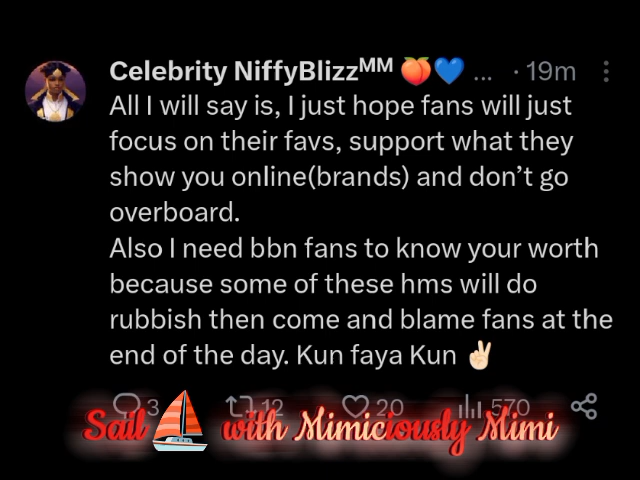 Celebrity NiffyBlizzᴹᴹ 🍑💙 ... · 19m
All I will say is, I just hope fans will just
focus on their favs, support what they
show you online(brands) and don’t go
overboard.
Also I need bbn fans to know your worth
because some of these hms will do
rubbish then come and blame fans at the
end of the day. Kun faya Kun ✌🏻
3 12 20 570
Sail ⛵ with Mimiciously Mimi